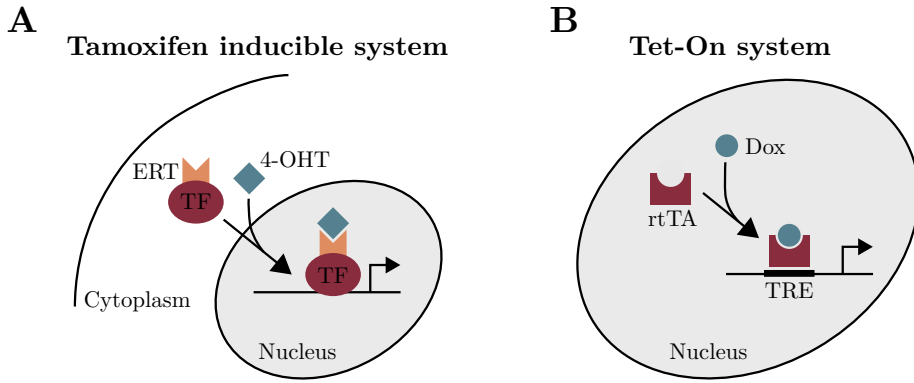 A
Tamoxifen inducible system
ERT
4-OHT
TF
TF
Cytoplasm
Nucleus
B
Tet-On system
Dox
rtTA
TRE
Nucleus